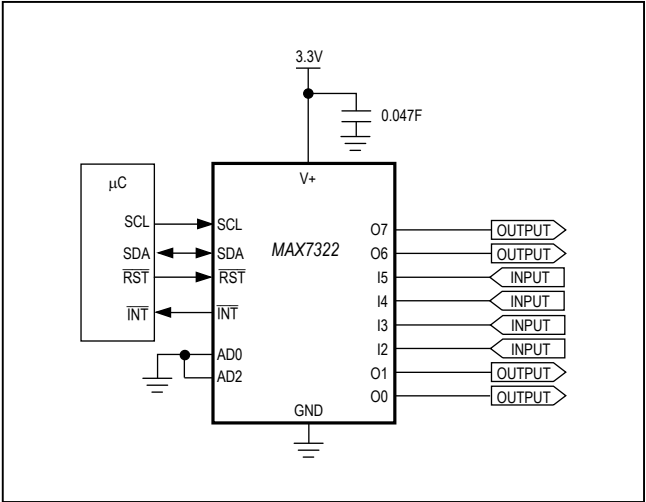 3.3V
0.047F
μC
V+
SCL
SDA
RST
INT
SCL
SDA
RST
INT
AD0
AD2
MAX7322
GND
O7
O6
I5
I4
I3
I2
O1
O0
OUTPUT
OUTPUT
INPUT
INPUT
INPUT
INPUT
OUTPUT
OUTPUT